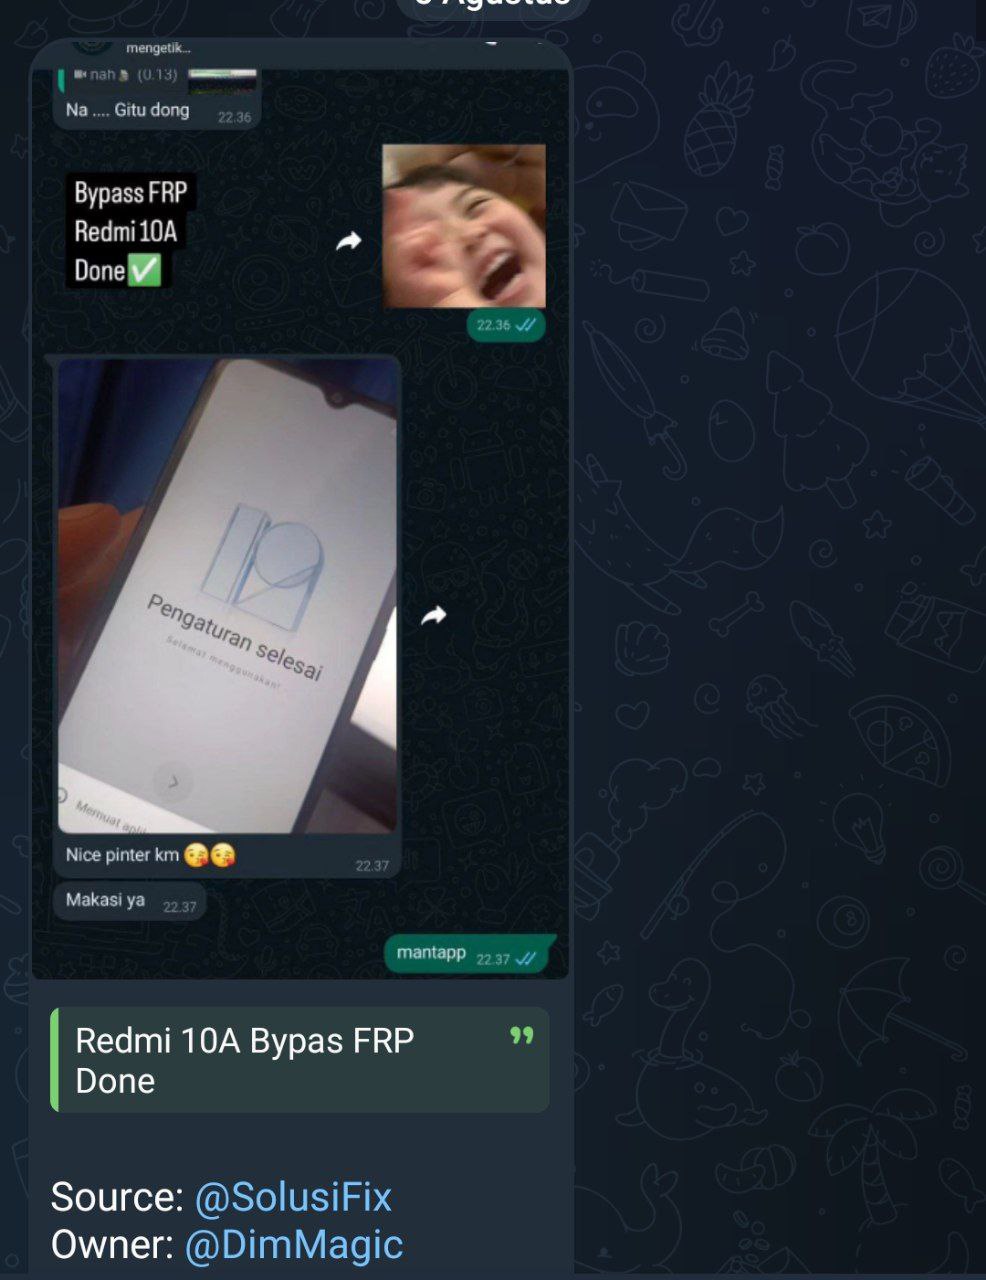 6 Agustus
mengetik...
nah (0.13)
Na .... Gitu dong 22.36
Bypass FRP
Redmi 10A
Done✅
22.36
Pengaturan selesai
Selamat menggunakan!
Memuat apli
Nice pinter km 😘😘 22.37
Makasi ya 22.37
mantapp 22.37
Redmi 10A Bypas FRP
Done
Source: @SolusiFix
Owner: @DimMagic